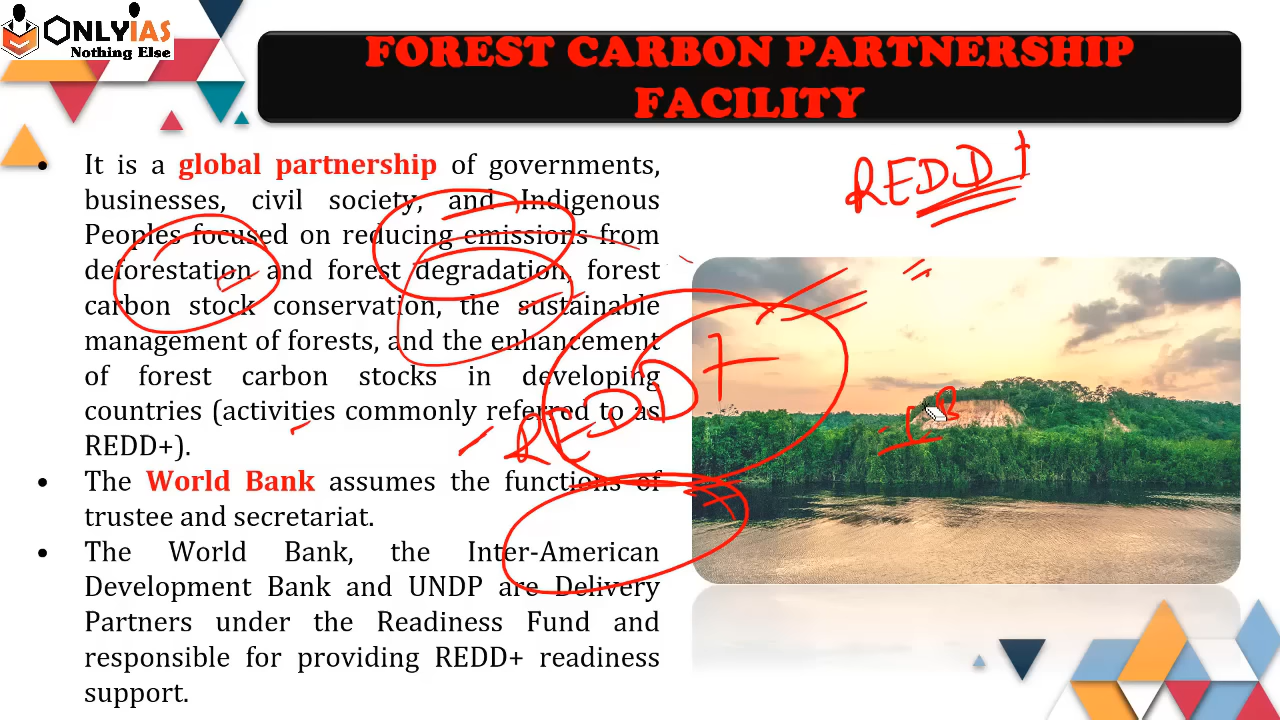 ONLYIAS
Nothing Else
FOREST CARBON PARTNERSHIP
FACILITY
REDD+
• It is a global partnership of governments,
businesses, civil society, and Indigenous
Peoples focused on reducing emissions from
deforestation and forest degradation, forest
carbon stock conservation, the sustainable
management of forests, and the enhancement
of forest carbon stocks in developing
countries (activities commonly referred to as
REDD+).
REDD+
• The World Bank assumes the functions of
trustee and secretariat.
• The World Bank, the Inter-American
Development Bank and UNDP are Delivery
Partners under the Readiness Fund and
responsible for providing REDD+ readiness
support.